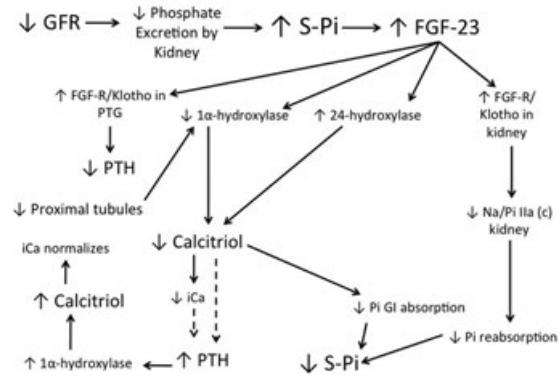 ↓ GFR → ↓ Phosphate Excretion by Kidney → ↑ S-Pi → ↑ FGF-23
↑ FGF-R/Klotho in PTG
↓ 1α-hydroxylase
↑ 24-hydroxylase
↑ FGF-R/ Klotho in kidney
↓ PTH
↓ Proximal tubules
↓ Na/Pi IIa (c) kidney
iCa normalizes
↓ Calcitriol
↑ Calcitriol
↓ iCa
↓ Pi GI absorption
↓ Pi reabsorption
↑ 1α-hydroxylase
↑ PTH
↓ S-Pi